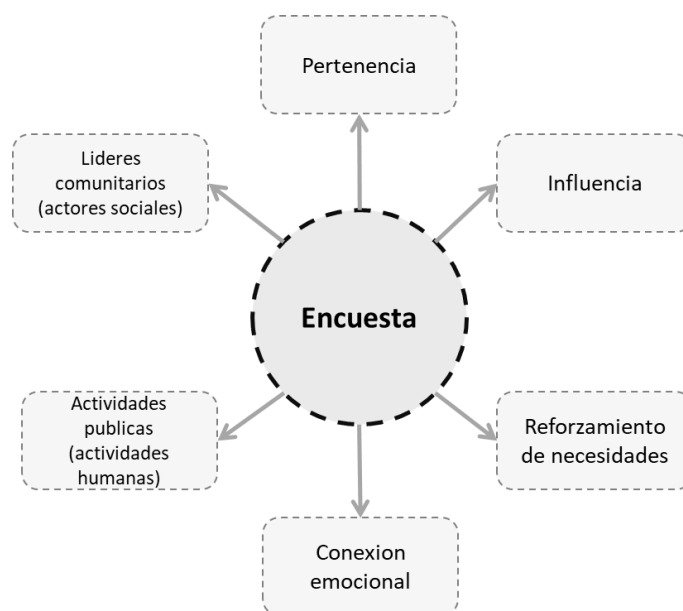 Pertenencia
Lideres
comunitarios
(actores sociales)
Influencia
Encuesta
Actividades
publicas
(actividades
humanas)
Reforzamiento
de necesidades
Conexion
emocional